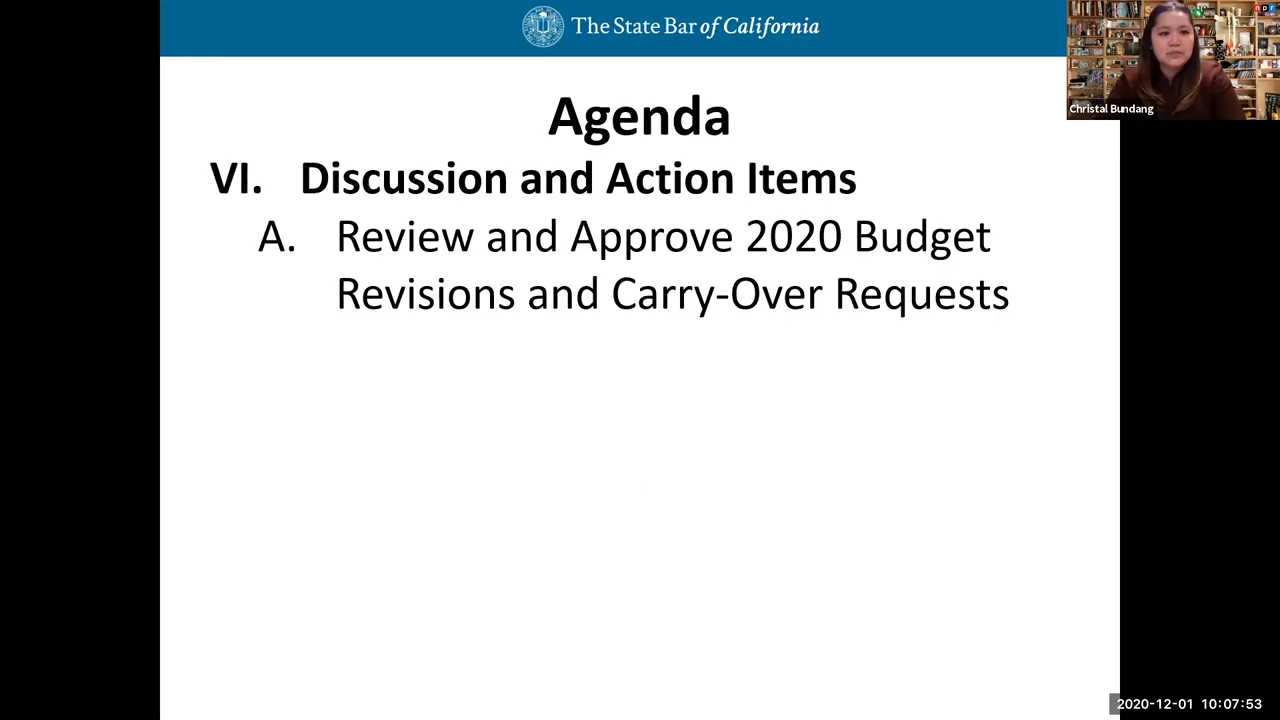 The State Bar of California
npr
Christal Bundang
Agenda
VI. Discussion and Action Items
A. Review and Approve 2020 Budget
Revisions and Carry-Over Requests
2020-12-01 10:07:53